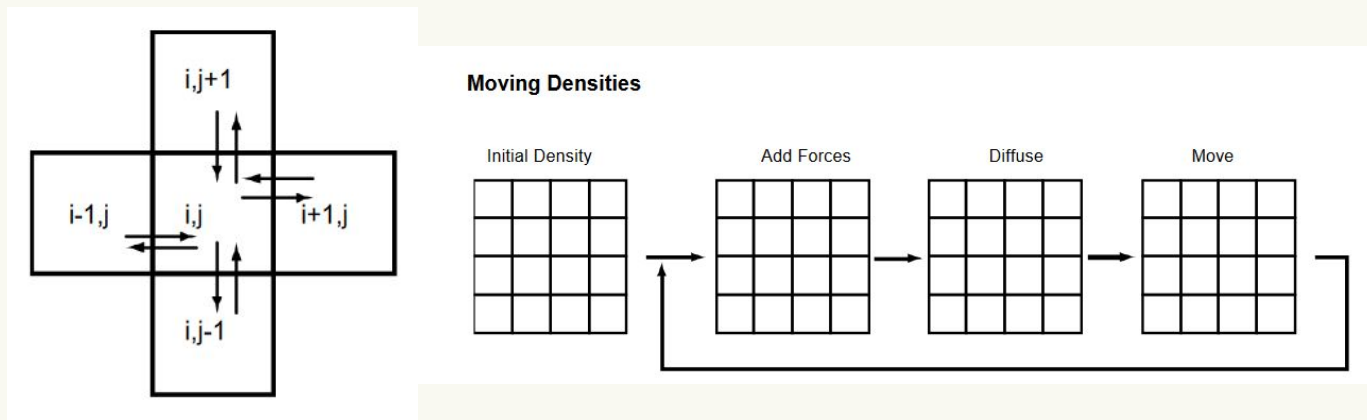 i,j+1
i-1,j
i,j
i+1,j
i,j-1
Moving Densities
Initial Density
Add Forces
Diffuse
Move